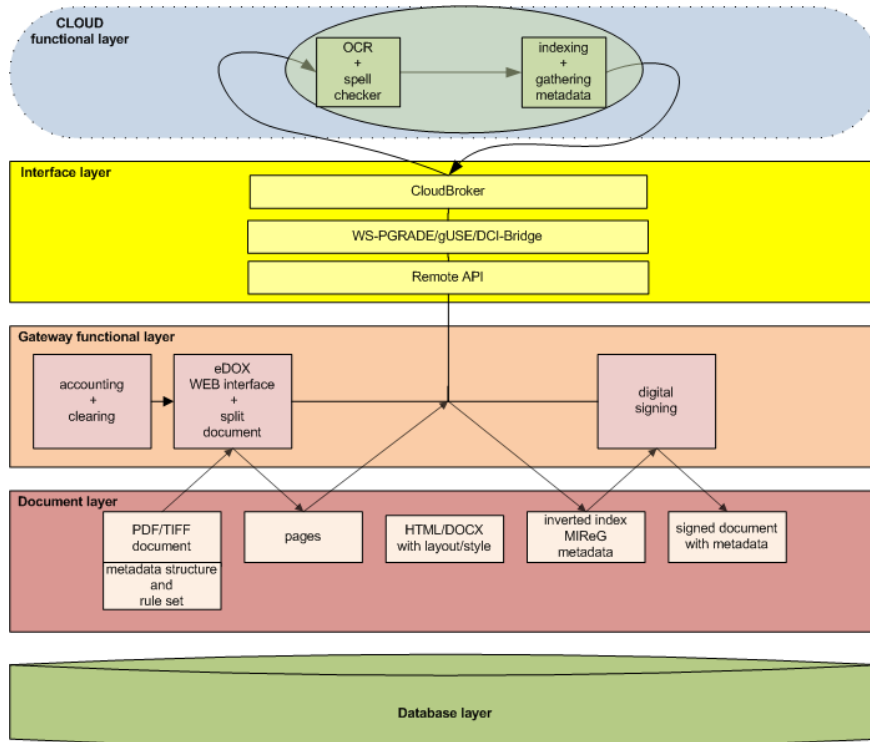 CLOUD
functional layer
OCR
+
spell
checker
indexing
+
gathering
metadata
Interface layer
CloudBroker
WS-PGRADE/gUSE/DCI-Bridge
Remote API
Gateway functional layer
accounting
+
clearing
eDOX
WEB interface
+
split
document
digital
signing
Document layer
PDF/TIFF
document
metadata structure
and
rule set
pages
HTML/DOCX
with layout/style
inverted index
MIReG
metadata
signed document
with metadata
Database layer